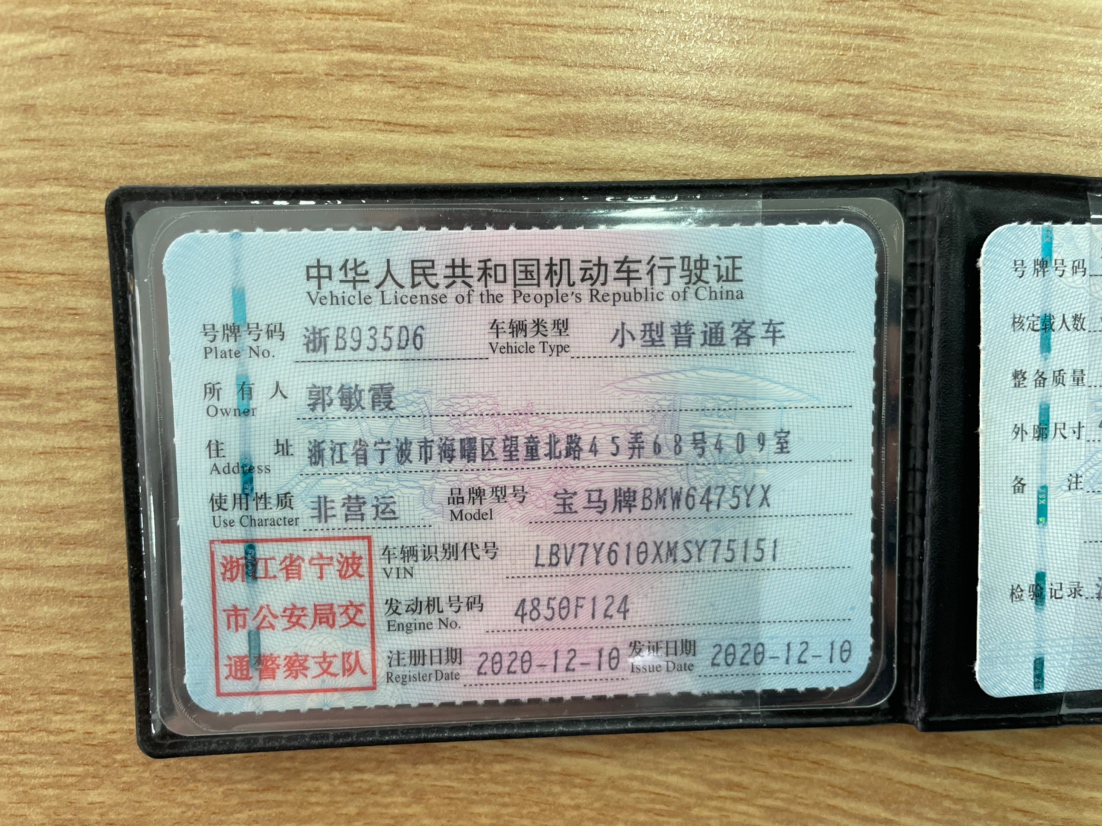 中华人民共和国机动车行驶证
Vehicle License of the People's Republic of China
号牌号码 浙B935D6 车辆类型 小型普通客车
Plate No. Vehicle Type
所有人 郭敏霞
Owner
住址 浙江省宁波市海曙区望童北路45弄68号409室
Address
使用性质 非营运 品牌型号 宝马牌BMW6475YX
Use Character Model
浙江省宁波
市公安局交
通警察支队
车辆识别代号 LBV7Y610XMSY75151
VIN
发动机号码 4850F124
Engine No.
注册日期 2020-12-10 发证日期 2020-12-10
Register Date Issue Date
号牌号码
核定载人数
整备质量
外廓尺寸
备注
检验记录